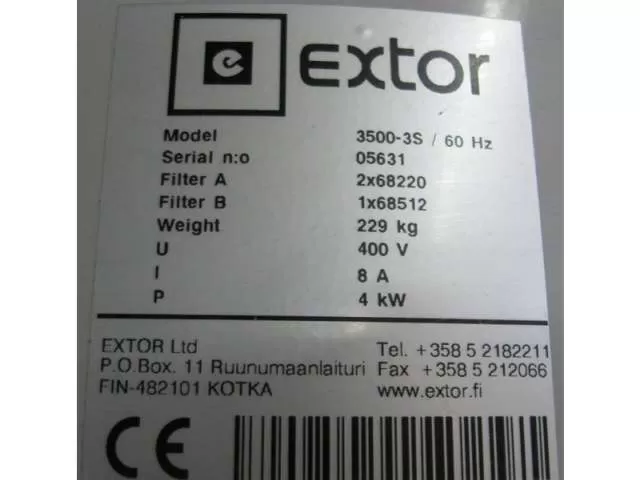 e extor
Model 3500-3S / 60 Hz
Serial n:o 05631
Filter A 2x68220
Filter B 1x68512
Weight 229 kg
U 400 V
I 8 A
P 4 kW
EXTOR Ltd Tel. +358 5 2182211
P.O.Box. 11 Ruunumaanlaituri Fax +358 5 212066
FIN-482101 KOTKA www.extor.fi
CE